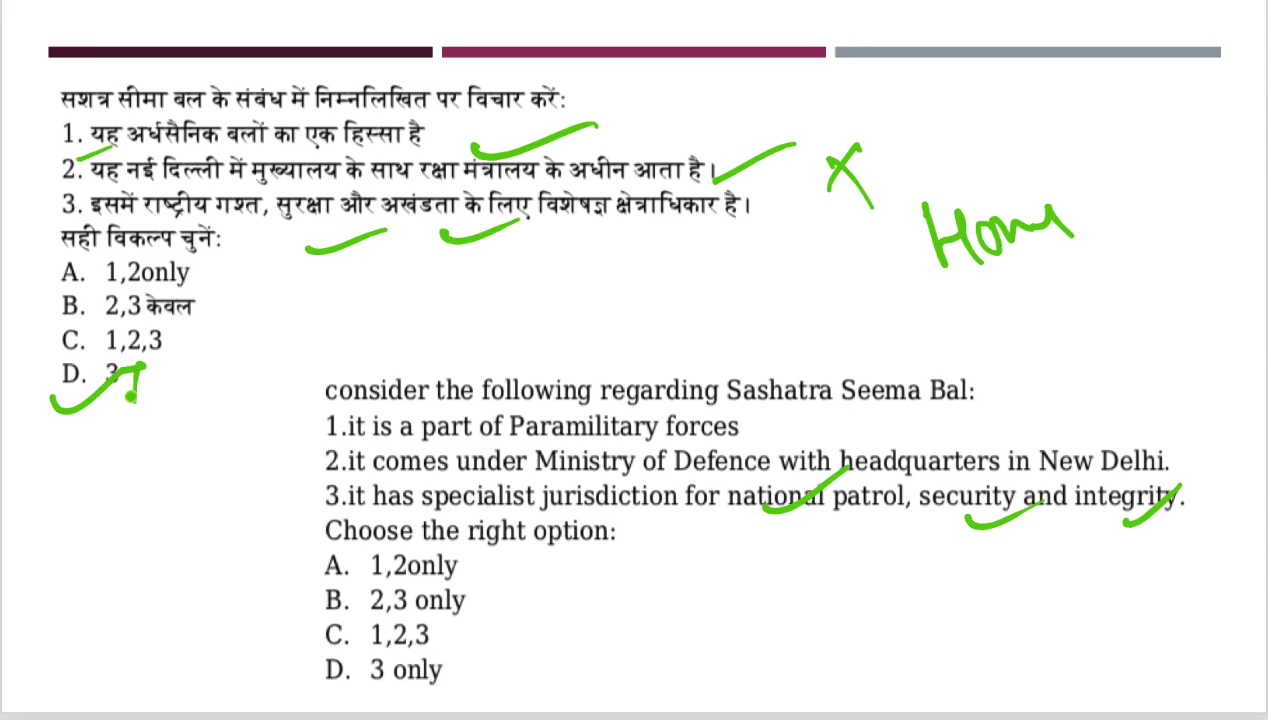 सशत्र सीमा बल के संबंध में निम्नलिखित पर विचार करें:
1. यह अर्धसैनिक बलों का एक हिस्सा है
2. यह नई दिल्ली में मुख्यालय के साथ रक्षा मंत्रालय के अधीन आता है।
3. इसमें राष्ट्रीय गश्त, सुरक्षा और अखंडता के लिए विशेषज्ञ क्षेत्राधिकार है।
सही विकल्प चुनें:
A. 1,2only
B. 2,3 केवल
C. 1,2,3
D. 3
Home
consider the following regarding Sashatra Seema Bal:
1.it is a part of Paramilitary forces
2.it comes under Ministry of Defence with headquarters in New Delhi.
3.it has specialist jurisdiction for national patrol, security and integrity.
Choose the right option:
A. 1,2only
B. 2,3 only
C. 1,2,3
D. 3 only